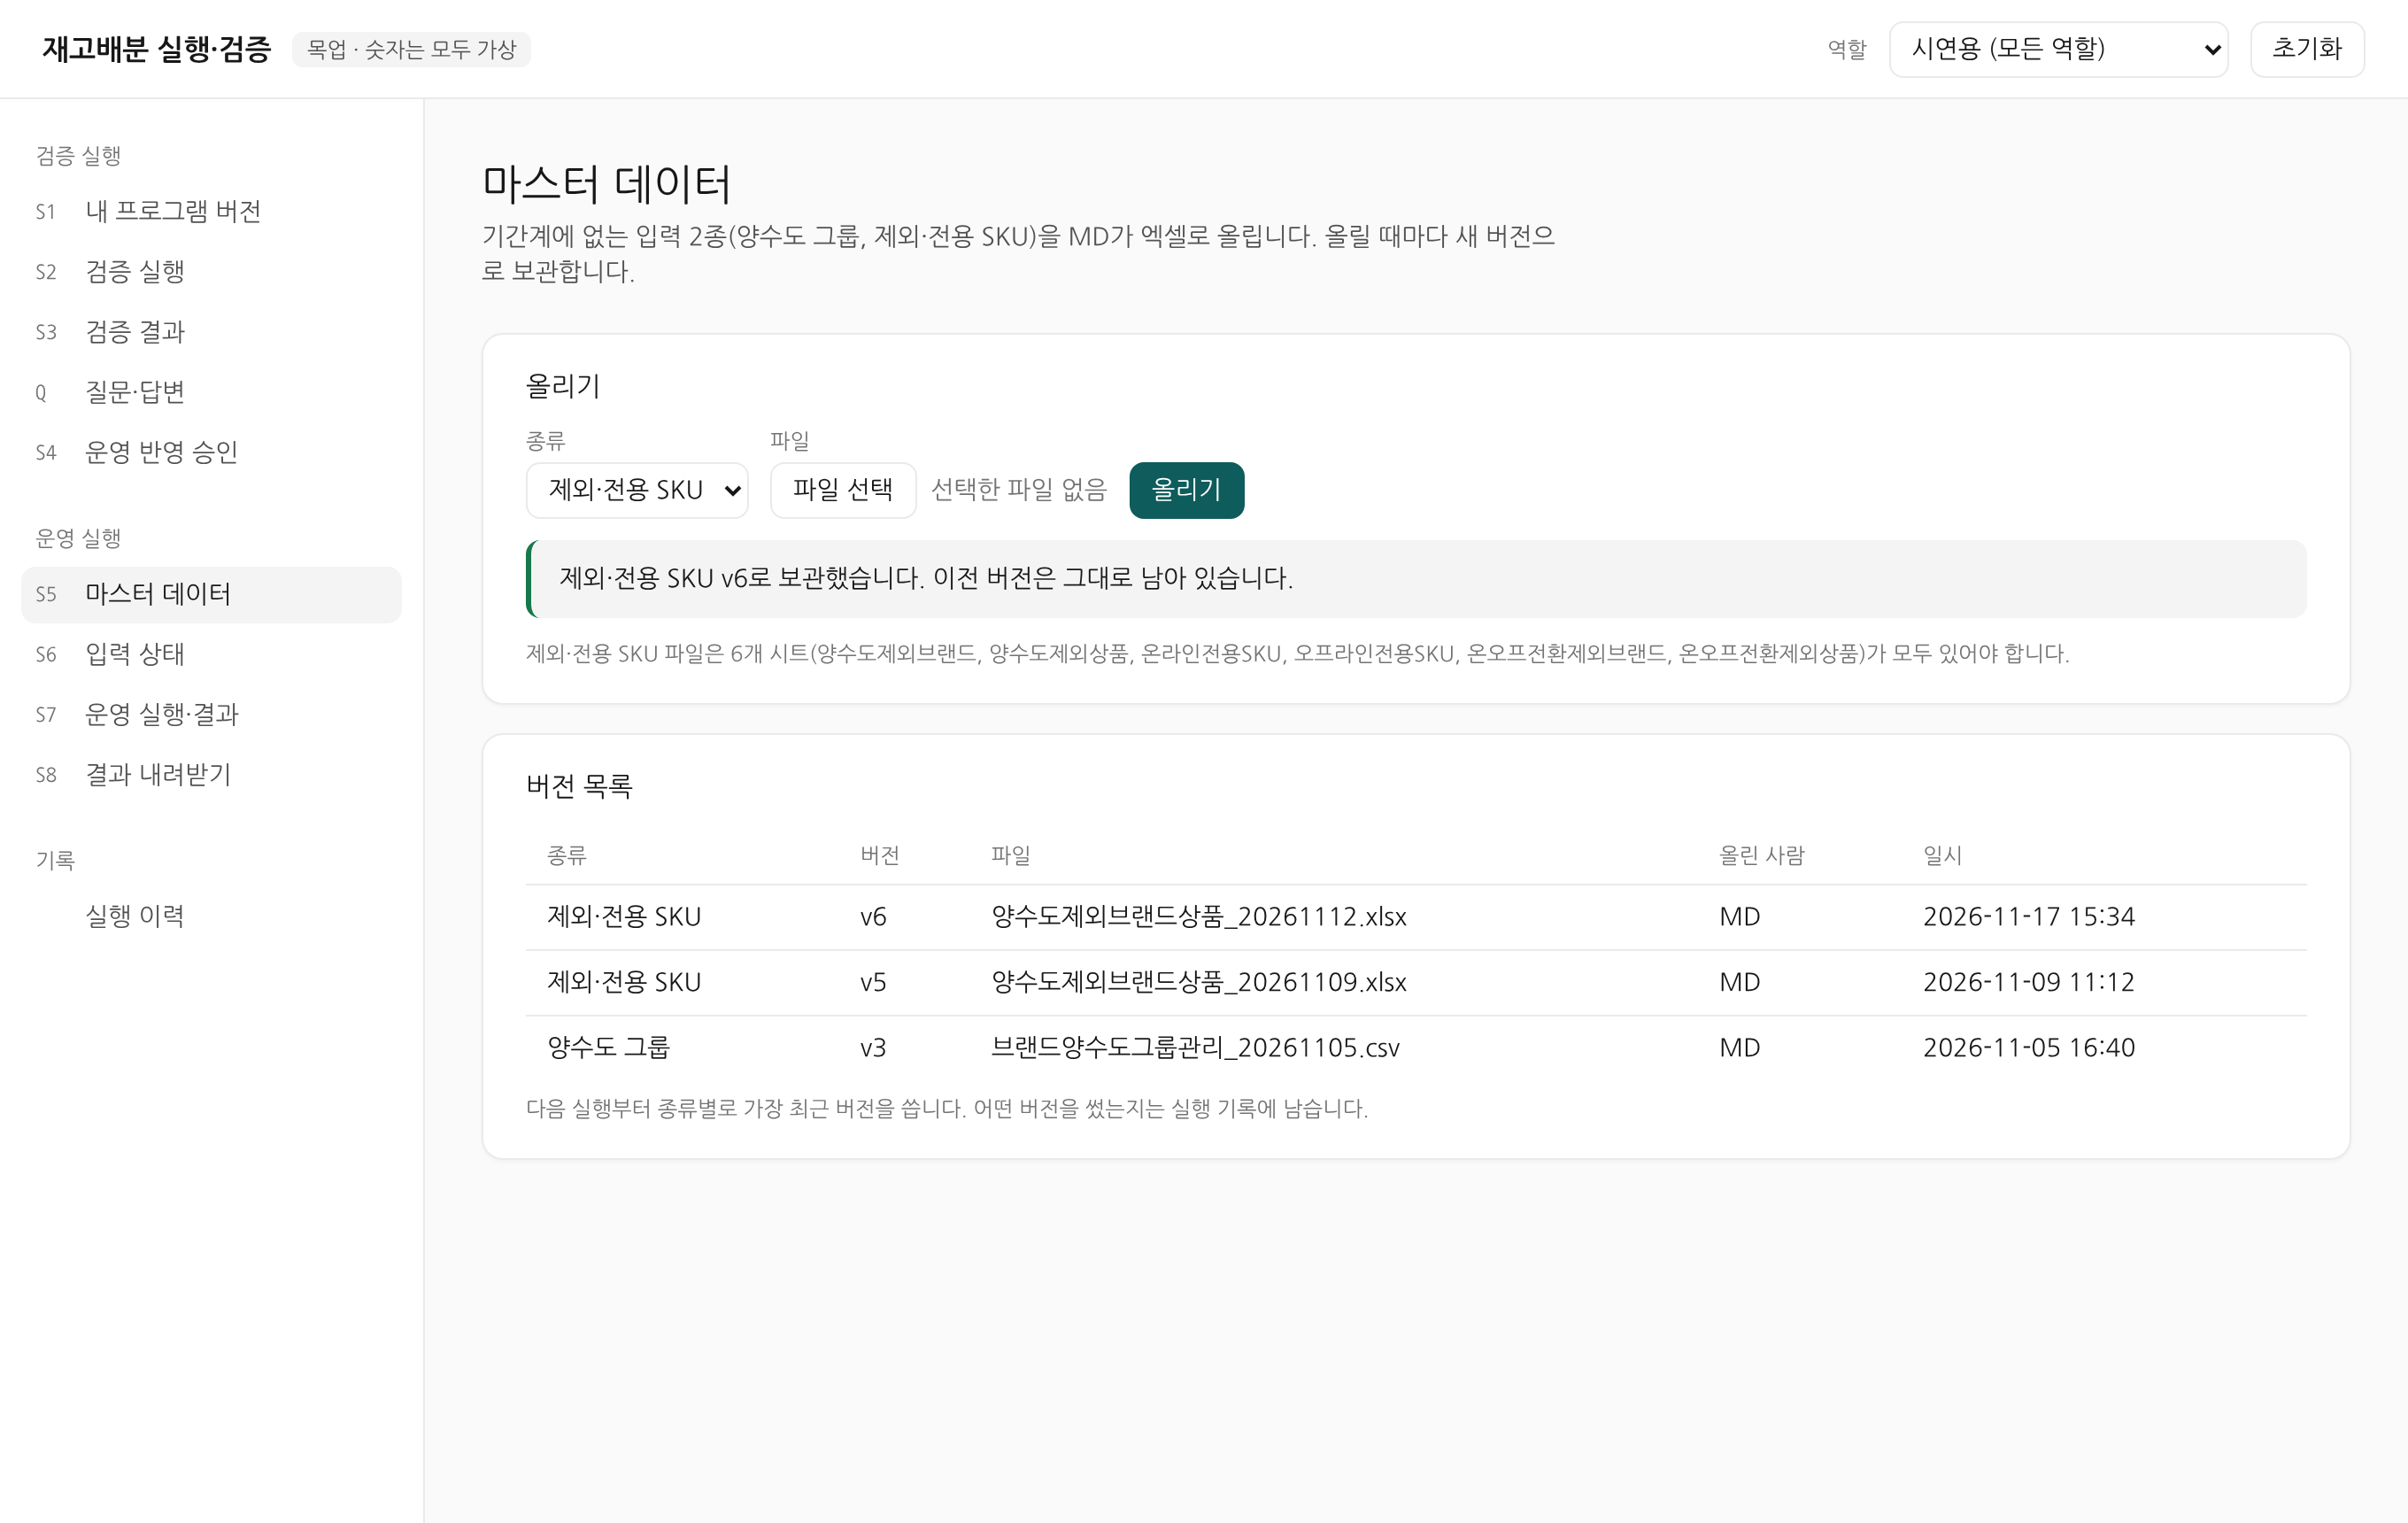 재고배분 실행·검증
목업 · 숫자는 모두 가상
역할
시연용 (모든 역할)
초기화
검증 실행
S1 내 프로그램 버전
S2 검증 실행
S3 검증 결과
Q 질문·답변
S4 운영 반영 승인
운영 실행
S5 마스터 데이터
S6 입력 상태
S7 운영 실행·결과
S8 결과 내려받기
기록
실행 이력
마스터 데이터
기간계에 없는 입력 2종(양수도 그룹, 제외·전용 SKU)을 MD가 엑셀로 올립니다. 올릴 때마다 새 버전으
로 보관합니다.
올리기
종류 파일
제외·전용 SKU 파일 선택 선택한 파일 없음 올리기
제외·전용 SKU v6로 보관했습니다. 이전 버전은 그대로 남아 있습니다.
제외·전용 SKU 파일은 6개 시트(양수도제외브랜드, 양수도제외상품, 온라인전용SKU, 오프라인전용SKU, 온오프전환제외브랜드, 온오프전환제외상품)가 모두 있어야 합니다.
버전 목록
종류 버전 파일 올린 사람 일시
제외·전용 SKU v6 양수도제외브랜드상품_20261112.xlsx MD 2026-11-17 15:34
제외·전용 SKU v5 양수도제외브랜드상품_20261109.xlsx MD 2026-11-09 11:12
양수도 그룹 v3 브랜드양수도그룹관리_20261105.csv MD 2026-11-05 16:40
다음 실행부터 종류별로 가장 최근 버전을 씁니다. 어떤 버전을 썼는지는 실행 기록에 남습니다.